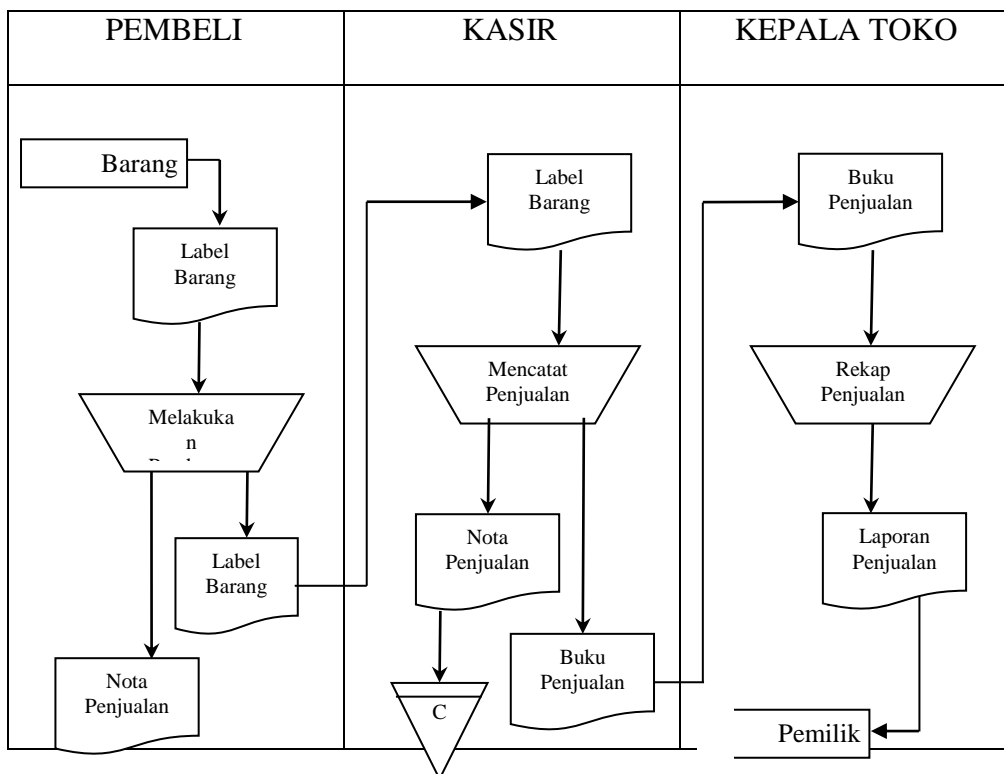 PEMBELI
KASIR
KEPALA TOKO
Barang
Label
Barang
Melakuka
n
Label
Barang
Nota
Penjualan
Label
Barang
Mencatat
Penjualan
Nota
Penjualan
C
Buku
Penjualan
Buku
Penjualan
Rekap
Penjualan
Laporan
Penjualan
Pemilik